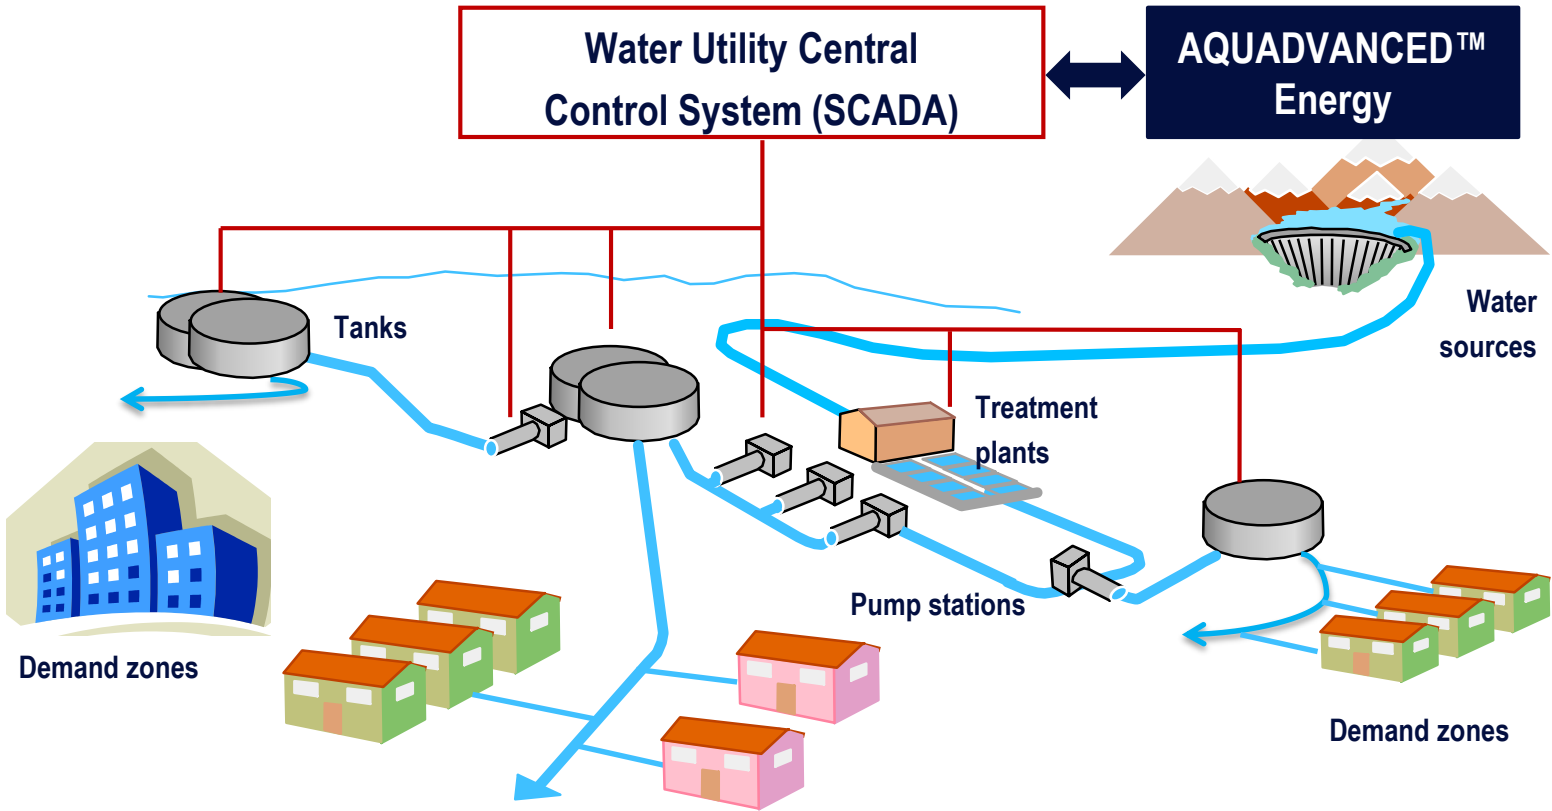 Water Utility Central
Control System (SCADA)
AQUADVANCED™
Energy
Water
sources
Tanks
Treatment
plants
Pump stations
Demand zones
Demand zones